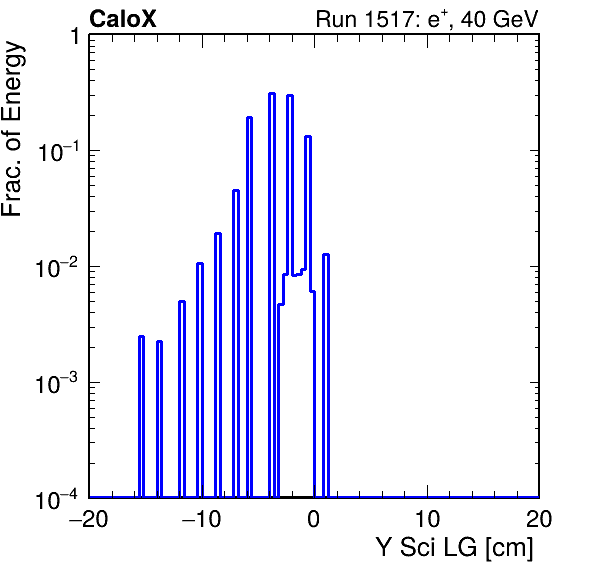 CaloX Run 1517: e⁺, 40 GeV
Frac. of Energy
1
10⁻¹
10⁻²
10⁻³
10⁻⁴
−20 −10 0 10 20
Y Sci LG [cm]